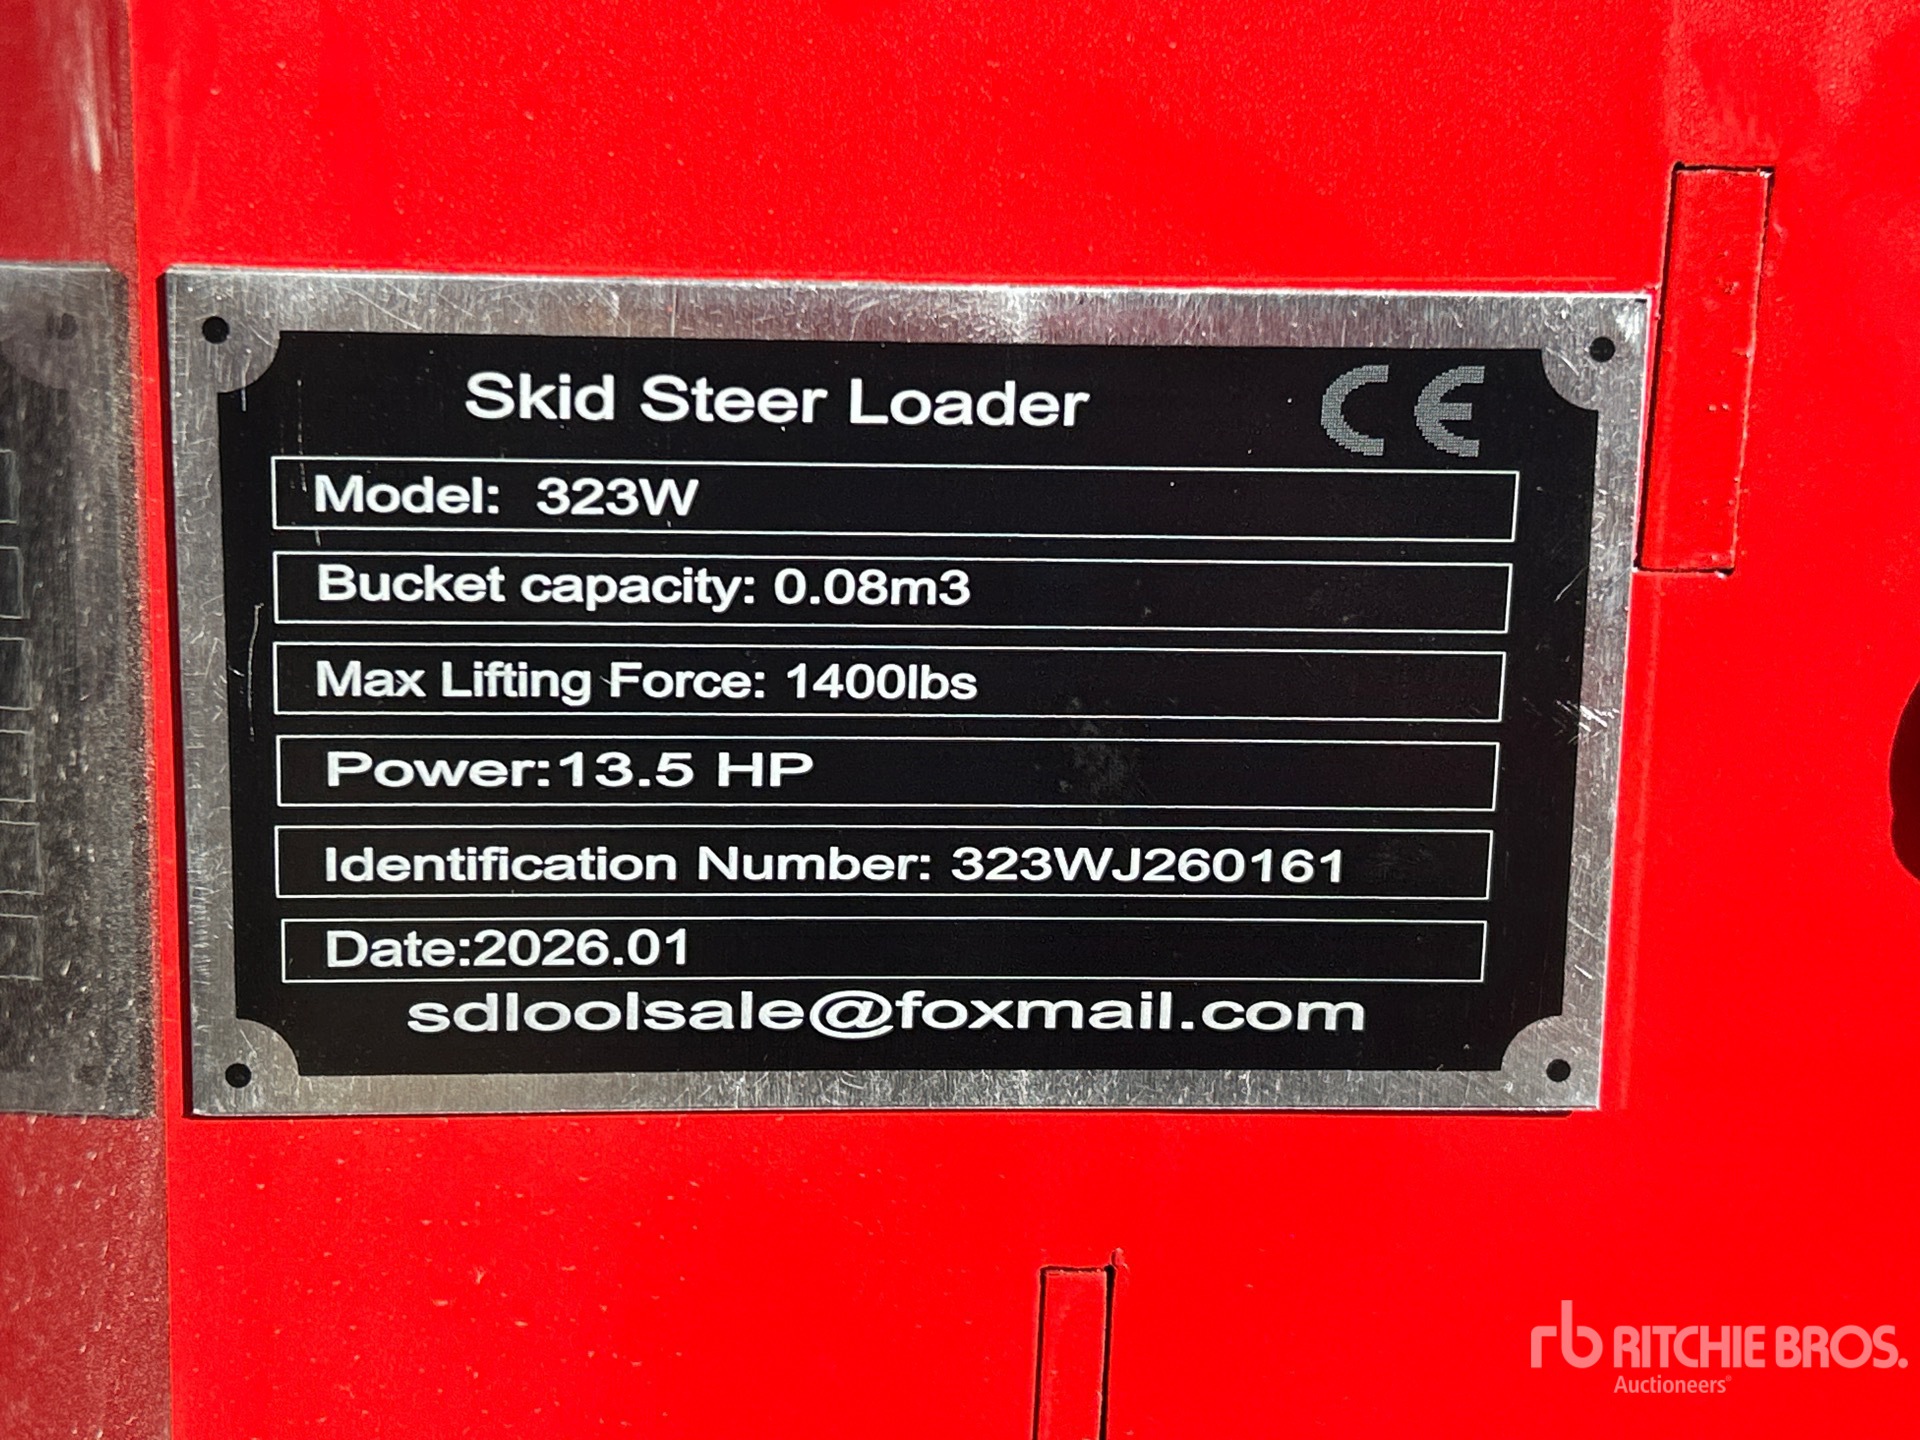 Skid Steer Loader CE
Model: 323W
Bucket capacity: 0.08m3
Max Lifting Force: 1400lbs
Power:13.5 HP
Identification Number: 323WJ260161
Date:2026.01
sdloolsale@foxmail.com
rb RITCHIE BROS.
Auctioneers®